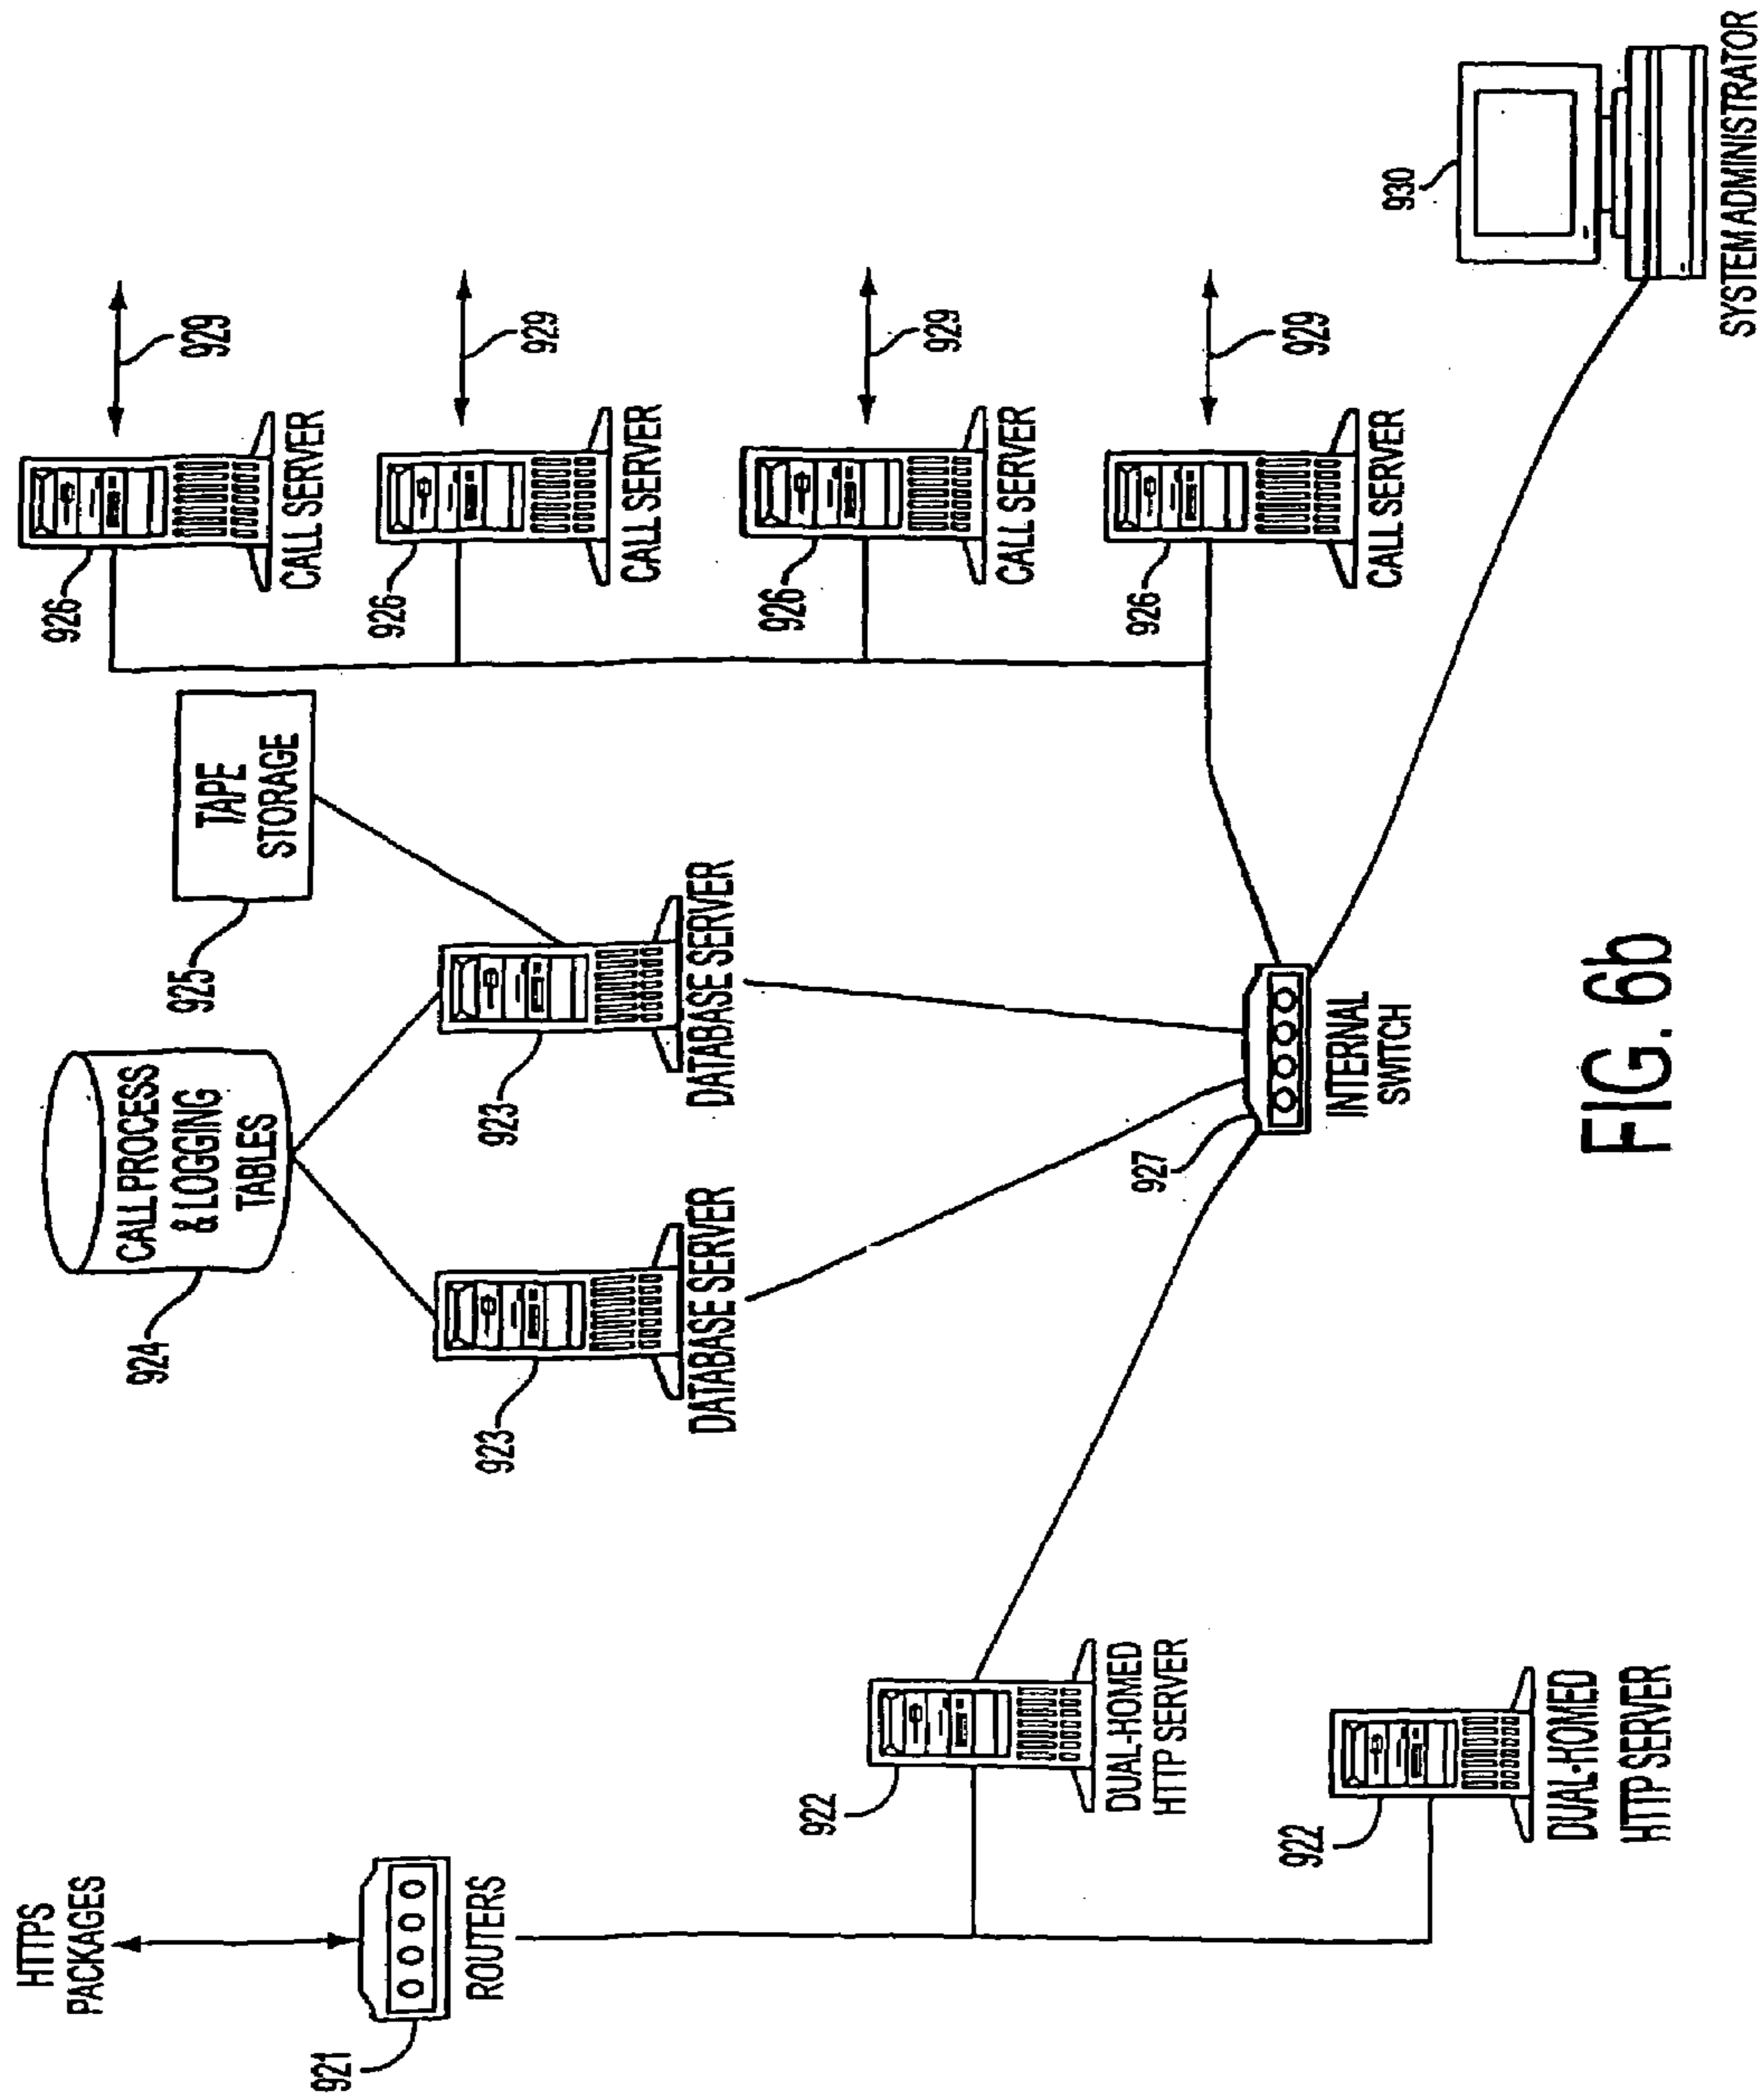 HTTPS
PACKAGES
921
ROUTERS
922
DUAL-HOMED
HTTP SERVER
922
DUAL-HOMED
HTTP SERVER
924
CALL PROCESS
& LOGGING
TABLES
923
DATABASE SERVER
923
DATABASE SERVER
925
TAPE
STORAGE
927
INTERNAL
SWITCH
926
CALL SERVER
929
926
CALL SERVER
929
926
CALL SERVER
929
926
CALL SERVER
929
930
SYSTEM ADMINISTRATOR
FIG. 6b